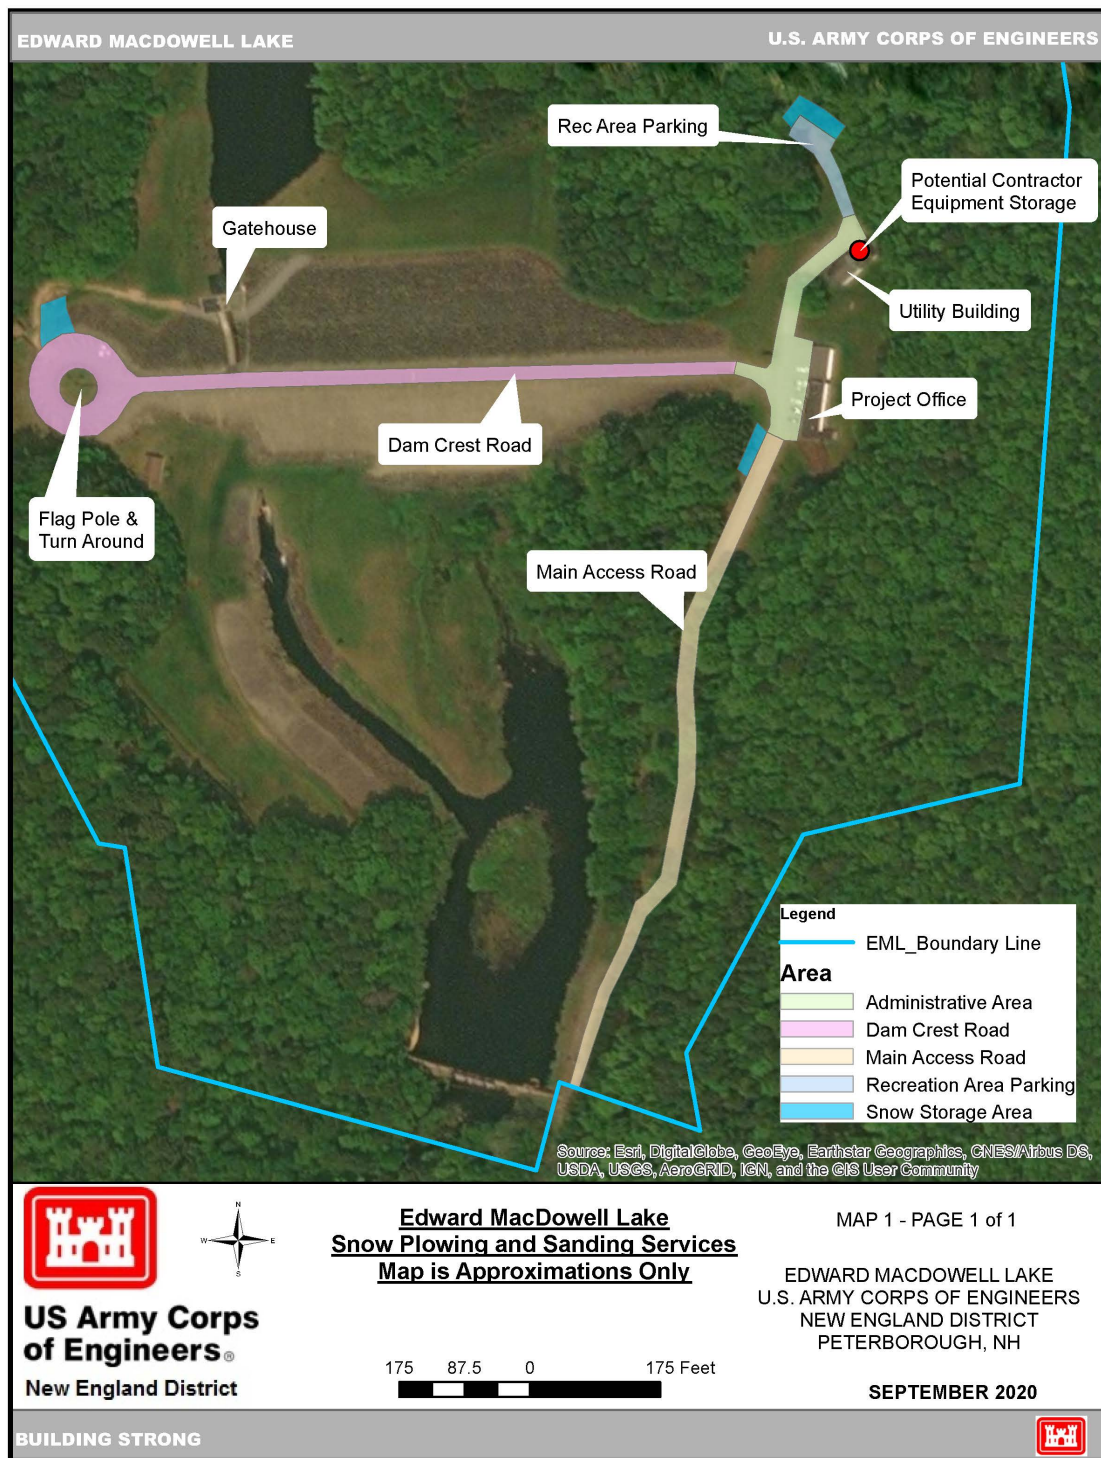 EDWARD MACDOWELL LAKE
U.S. ARMY CORPS OF ENGINEERS
Rec Area Parking
Potential Contractor
Equipment Storage
Gatehouse
Utility Building
Project Office
Dam Crest Road
Flag Pole &
Turn Around
Main Access Road
Legend
EML_Boundary Line
Area
Administrative Area
Dam Crest Road
Main Access Road
Recreation Area Parking
Snow Storage Area
Source: Esri, DigitalGlobe, GeoEye, Earthstar Geographics, CNES/Airbus DS,
USDA, USGS, AeroGRID, IGN, and the GIS User Community
US Army Corps
of Engineers®
New England District
N
W
E
S
Edward MacDowell Lake
Snow Plowing and Sanding Services
Map is Approximations Only
175 87.5 0 175 Feet
MAP 1 - PAGE 1 of 1
EDWARD MACDOWELL LAKE
U.S. ARMY CORPS OF ENGINEERS
NEW ENGLAND DISTRICT
PETERBOROUGH, NH
SEPTEMBER 2020
BUILDING STRONG